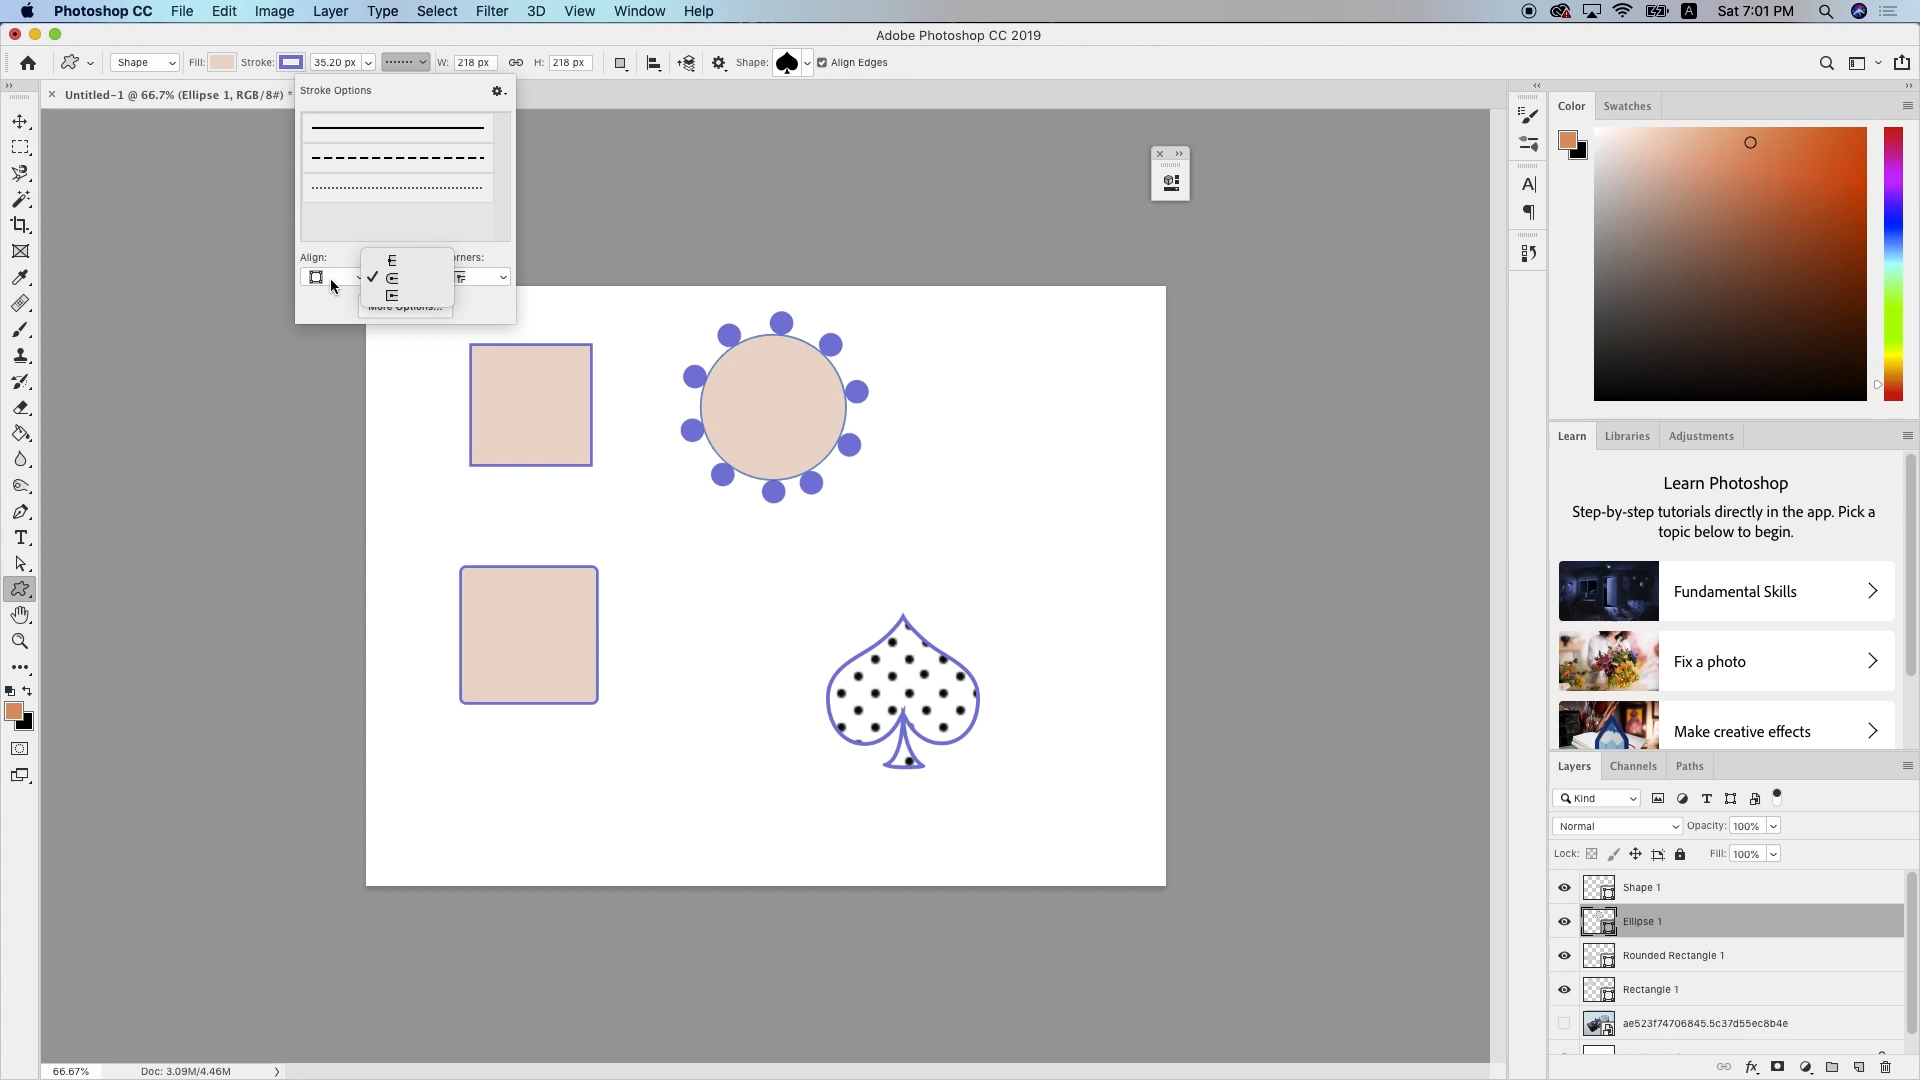 Photoshop CC File Edit Image Layer Type Select Filter 3D View Window Help A Sat 7:01 PM
Adobe Photoshop CC 2019
Shape Fill: Stroke: 35.20 px W: 218 px H: 218 px Shape: Align Edges
Untitled-1 @ 66.7% (Ellipse 1, RGB/8#) *
Stroke Options
Align:
More Options...
Color Swatches
Learn Libraries Adjustments
Learn Photoshop
Step-by-step tutorials directly in the app. Pick a
topic below to begin.
Fundamental Skills
Fix a photo
Make creative effects
Layers Channels Paths
Kind
Normal Opacity: 100%
Lock: Fill: 100%
Shape 1
Ellipse 1
Rounded Rectangle 1
Rectangle 1
ae523f74706845.5c37d55ec8b4e
66.67% Doc: 3.09M/4.46M